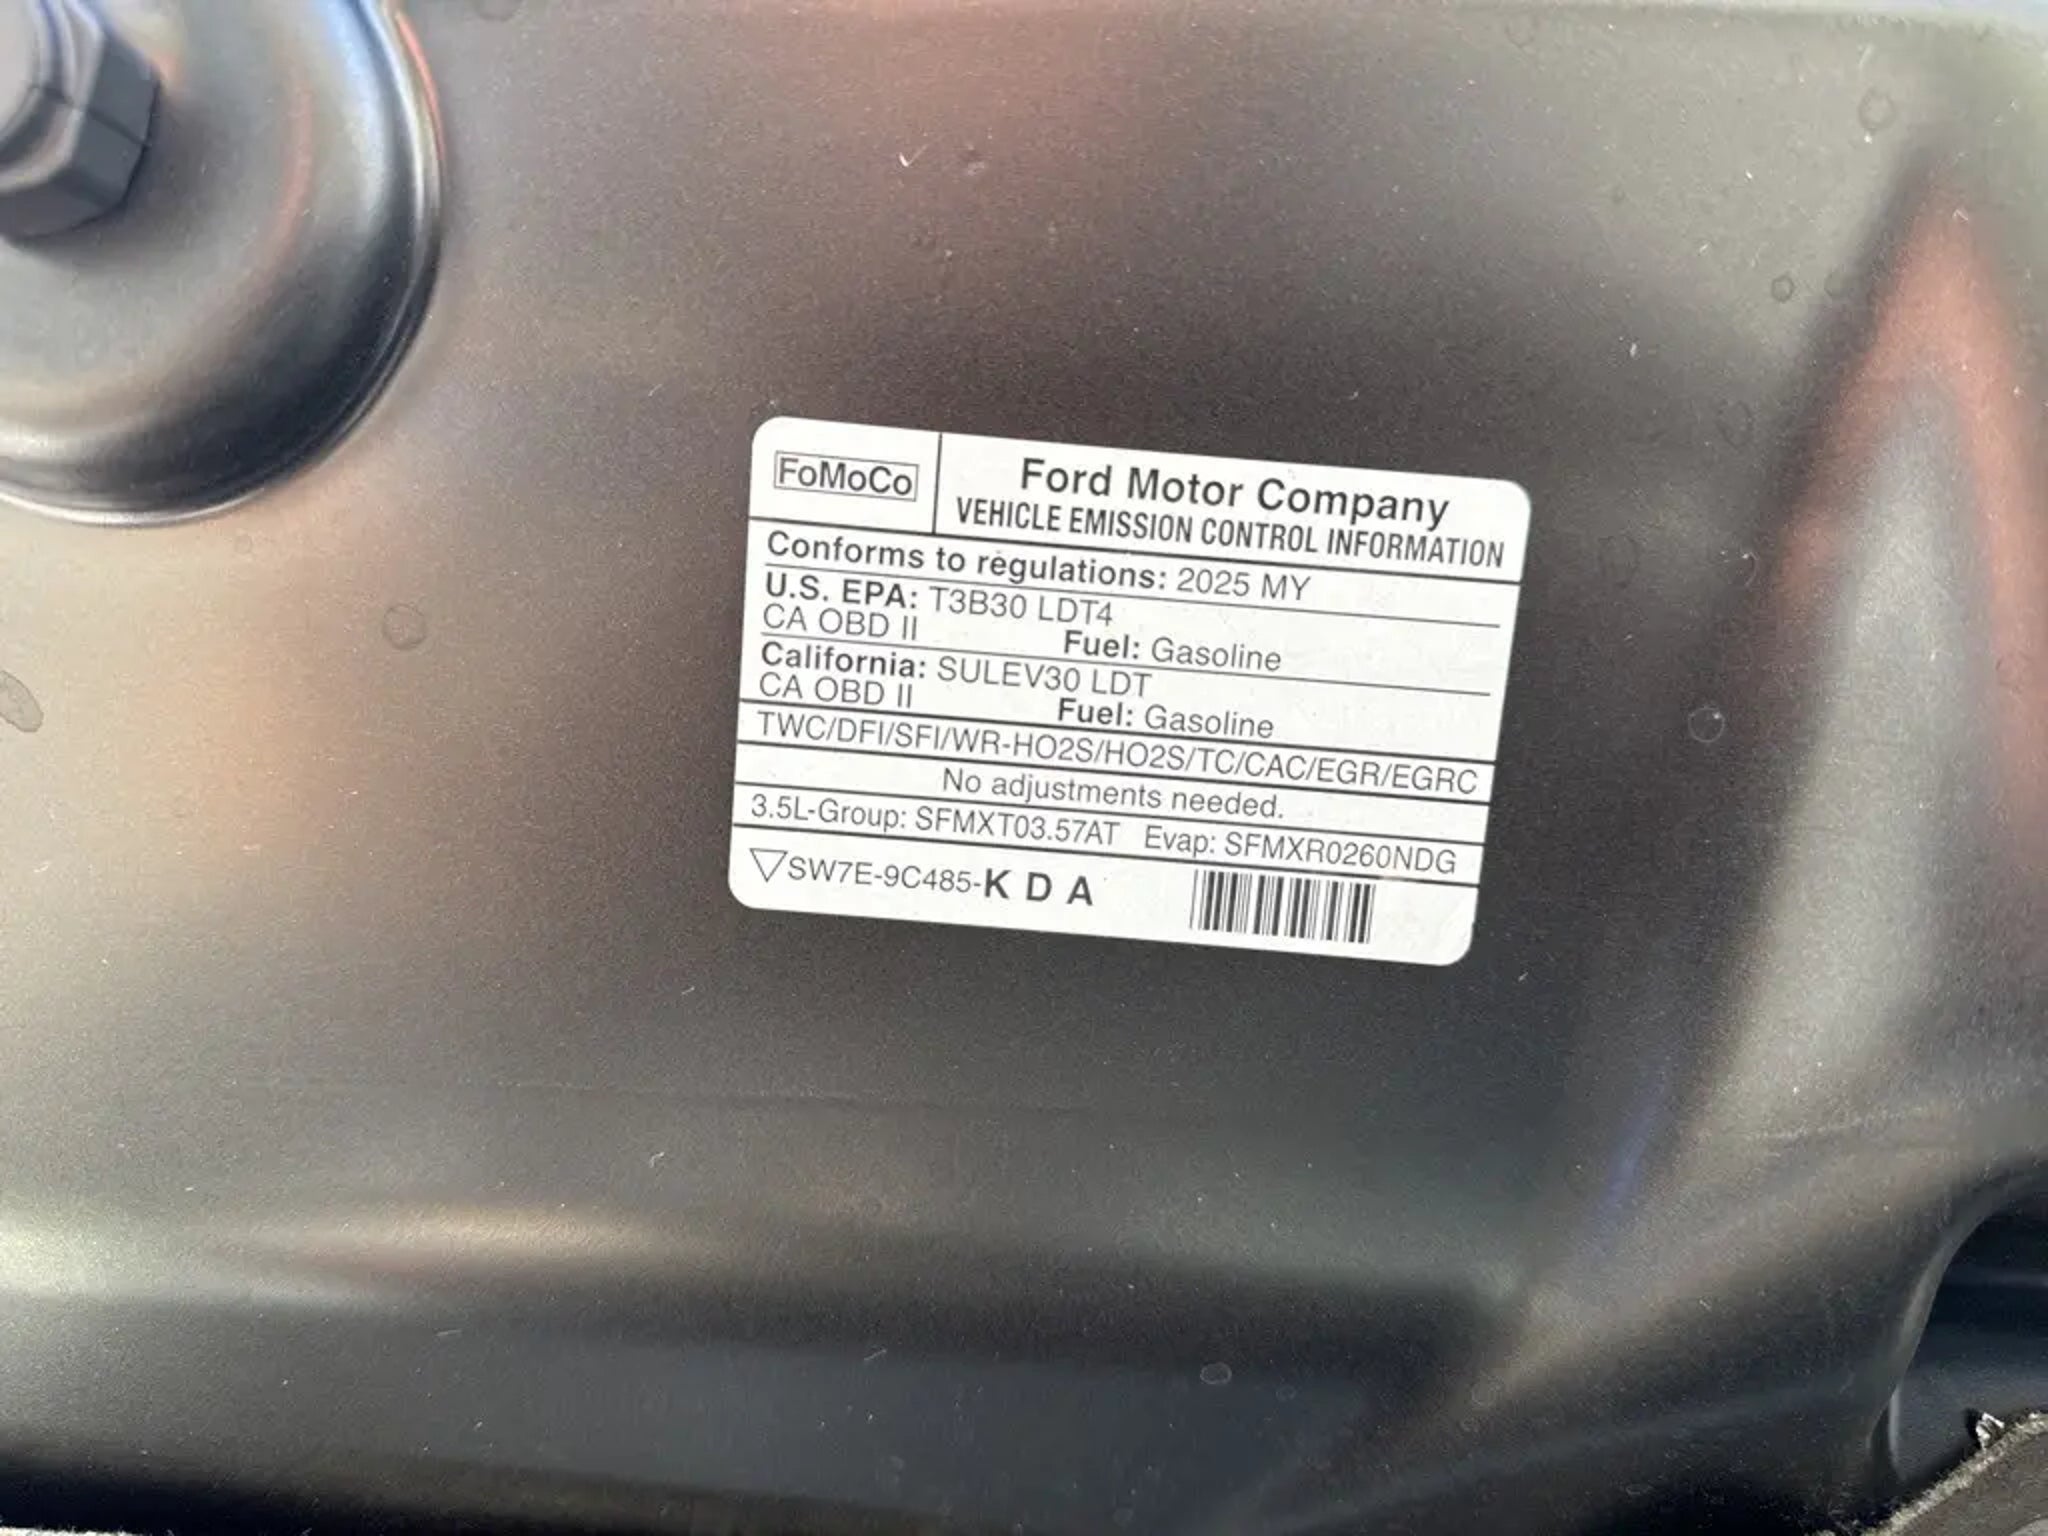 FoMoCo
Ford Motor Company
VEHICLE EMISSION CONTROL INFORMATION
Conforms to regulations: 2025 MY
U.S. EPA: T3B30 LDT4
CA OBD II Fuel: Gasoline
California: SULEV30 LDT
CA OBD II Fuel: Gasoline
TWC/DFI/SFI/WR-HO2S/HO2S/TC/CAC/EGR/EGRC
No adjustments needed.
3.5L-Group: SFMXT03.57AT Evap: SFMXR0260NDG
▽SW7E-9C485-K D A